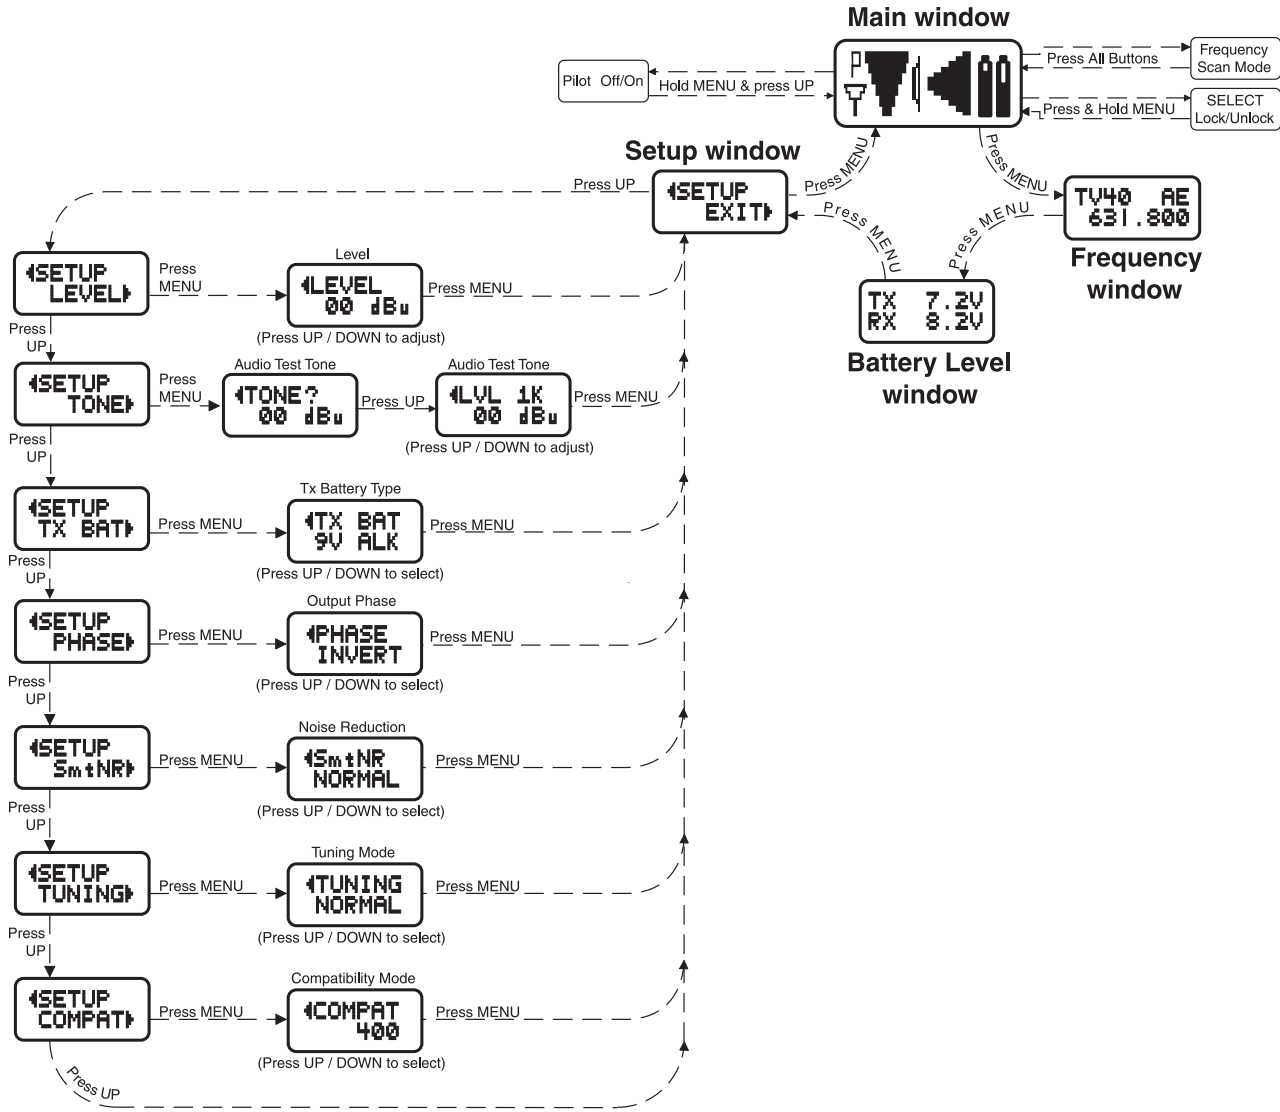 Main window
Pilot Off/On
Hold MENU & press UP
Press All Buttons
Frequency
Scan Mode
Press & Hold MENU
SELECT
Lock/Unlock
Setup window
Press UP
SETUP
EXIT
Press MENU
Press MENU
Press MENU
Press MENU
TV40 AE
631.800
Frequency
window
TX 7.2V
RX 8.2V
Battery Level
window
SETUP
LEVEL
Press
MENU
Level
LEVEL
00 dBu
(Press UP / DOWN to adjust)
Press MENU
Press
UP
SETUP
TONE
Press
MENU
Audio Test Tone
TONE?
00 dBu
Press UP
Audio Test Tone
LVL 1K
00 dBu
(Press UP / DOWN to adjust)
Press MENU
Press
UP
SETUP
TX BAT
Press MENU
Tx Battery Type
TX BAT
9V ALK
(Press UP / DOWN to select)
Press MENU
Press
UP
SETUP
PHASE
Press MENU
Output Phase
PHASE
INVERT
(Press UP / DOWN to select)
Press MENU
Press
UP
SETUP
SmtNR
Press MENU
Noise Reduction
SmtNR
NORMAL
(Press UP / DOWN to select)
Press MENU
Press
UP
SETUP
TUNING
Press MENU
Tuning Mode
TUNING
NORMAL
(Press UP / DOWN to select)
Press MENU
Press
UP
SETUP
COMPAT
Press MENU
Compatibility Mode
COMPAT
400
(Press UP / DOWN to select)
Press MENU
Press UP